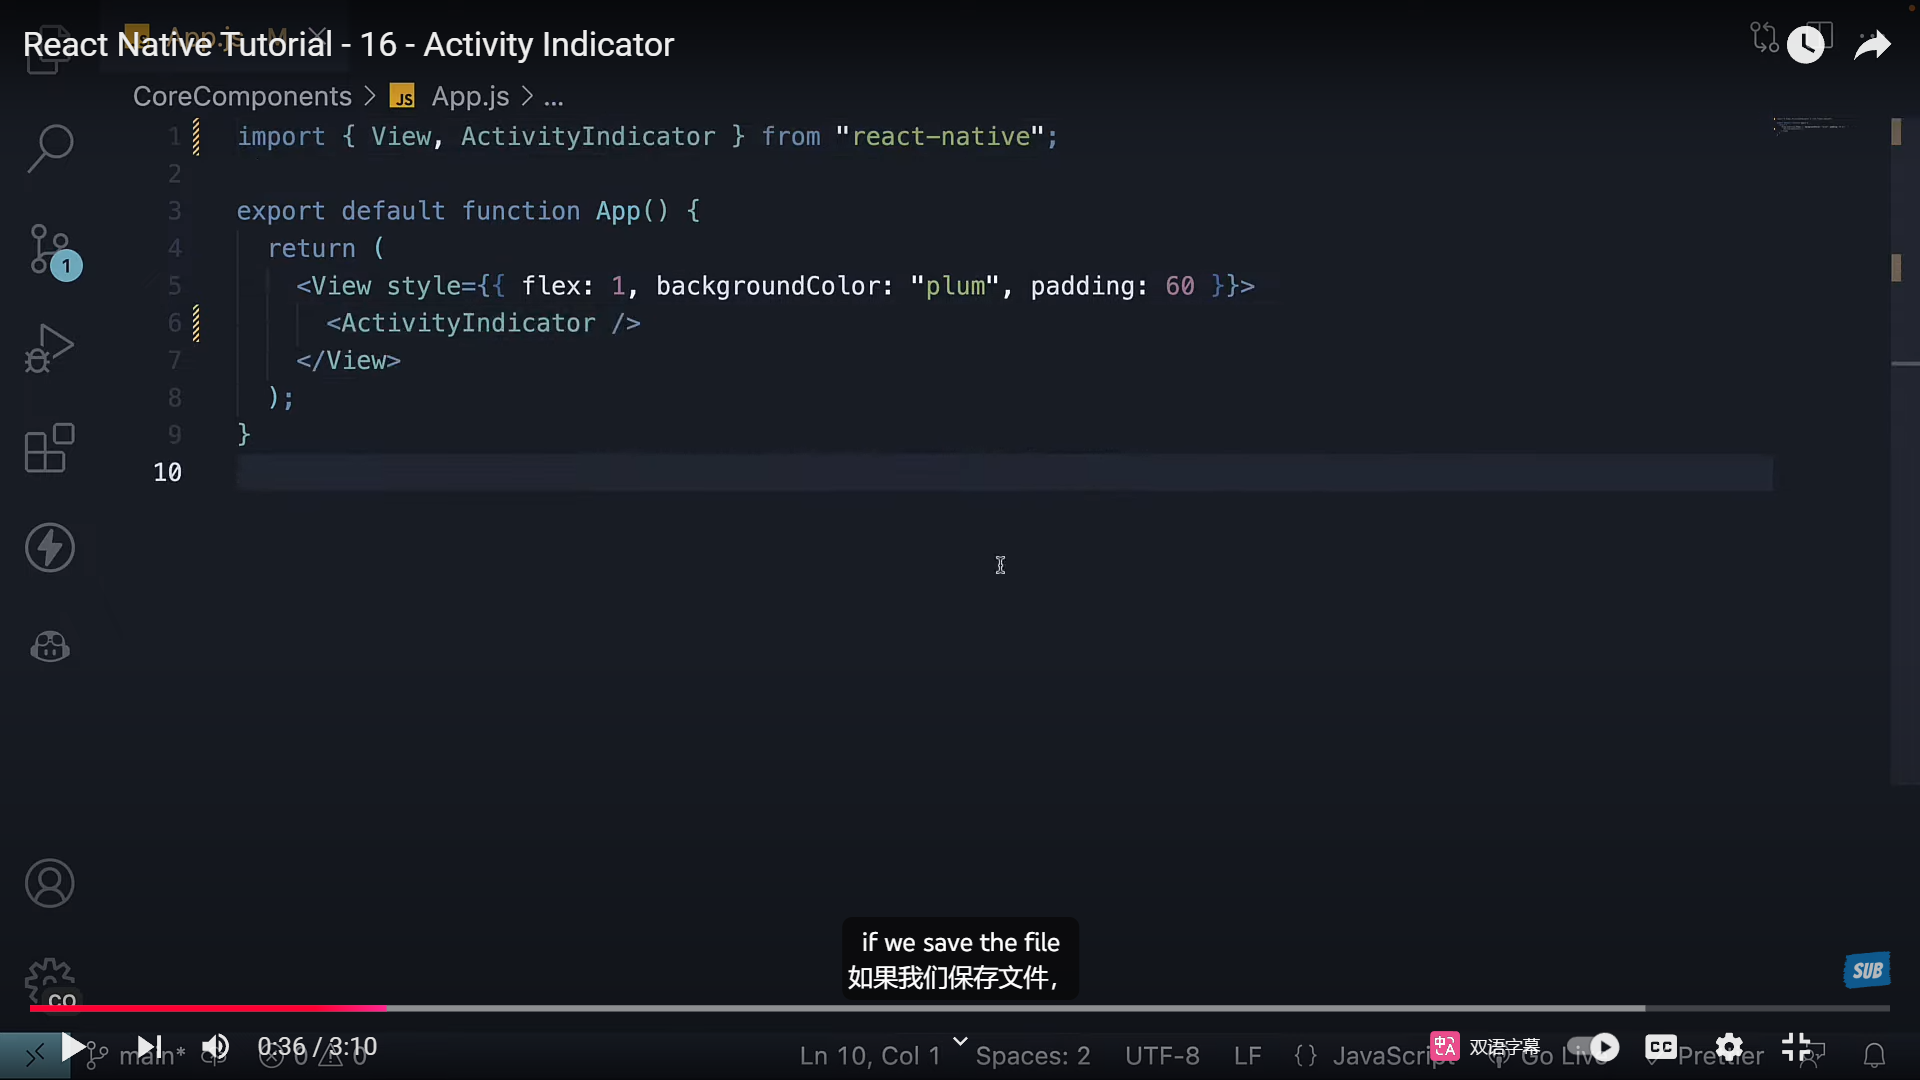 React Native Tutorial - 16 - Activity Indicator
CoreComponents > JS App.js > ...
1 import { View, ActivityIndicator } from "react-native";
2
3 export default function App() {
4 return (
5 <View style={{ flex: 1, backgroundColor: "plum", padding: 60 }}>
6 <ActivityIndicator />
7 </View>
8 );
9 }
10
1
if we save the file
如果我们保存文件，
SUB
CO
0:36 / 3:10
main*
0 0
Ln 10, Col 1
Spaces: 2
UTF-8
LF
{} JavaScript
双语字幕
Go Live
CC
Prettier